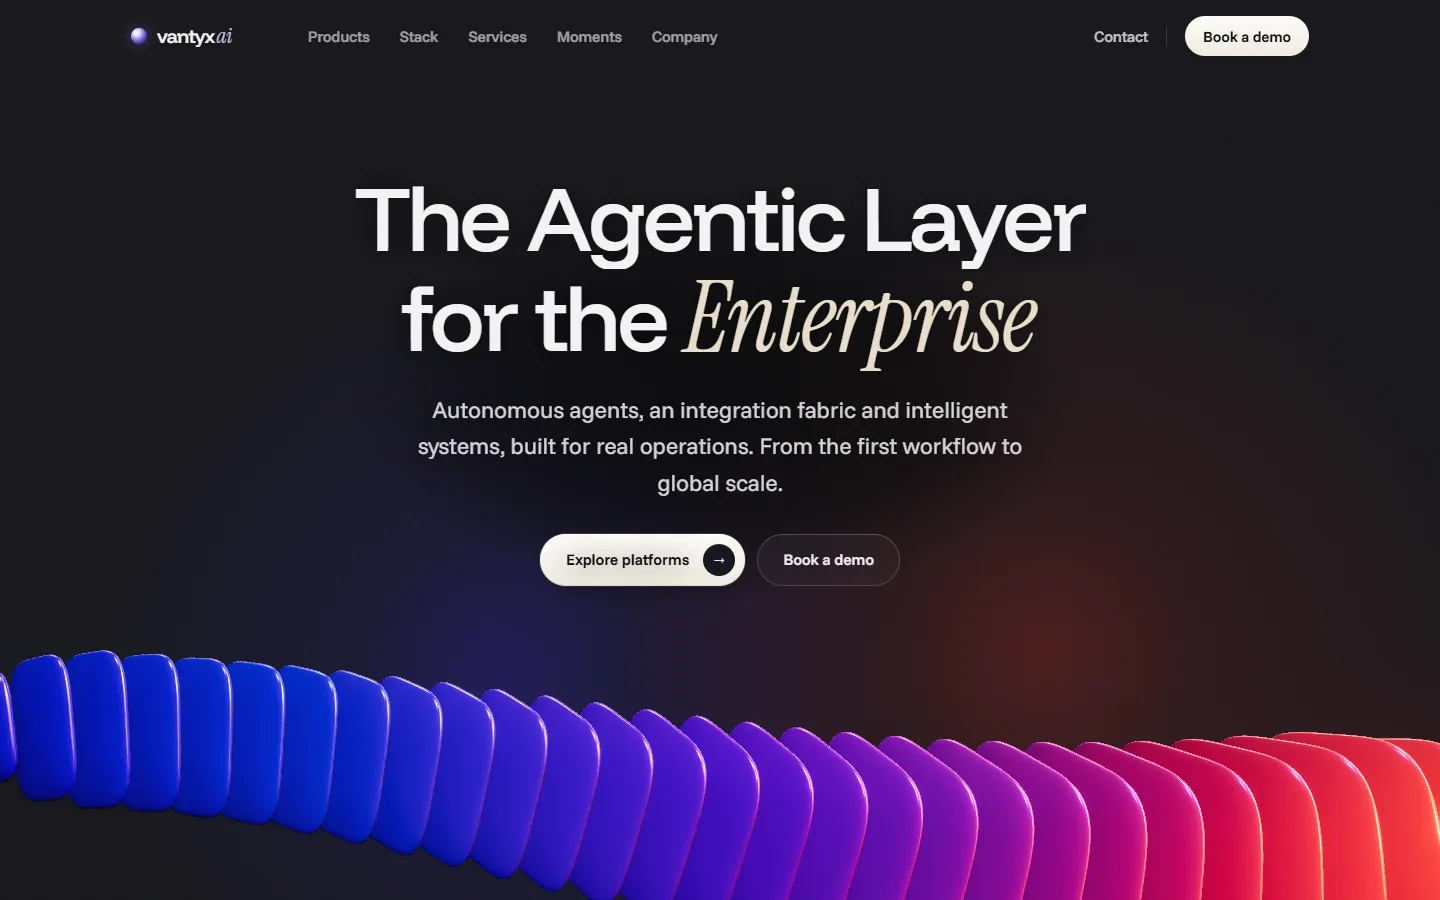 vantyxai
Products
Stack
Services
Moments
Company
Contact
Book a demo
The Agentic Layer
for the Enterprise
Autonomous agents, an integration fabric and intelligent
systems, built for real operations. From the first workflow to
global scale.
Explore platforms →
Book a demo